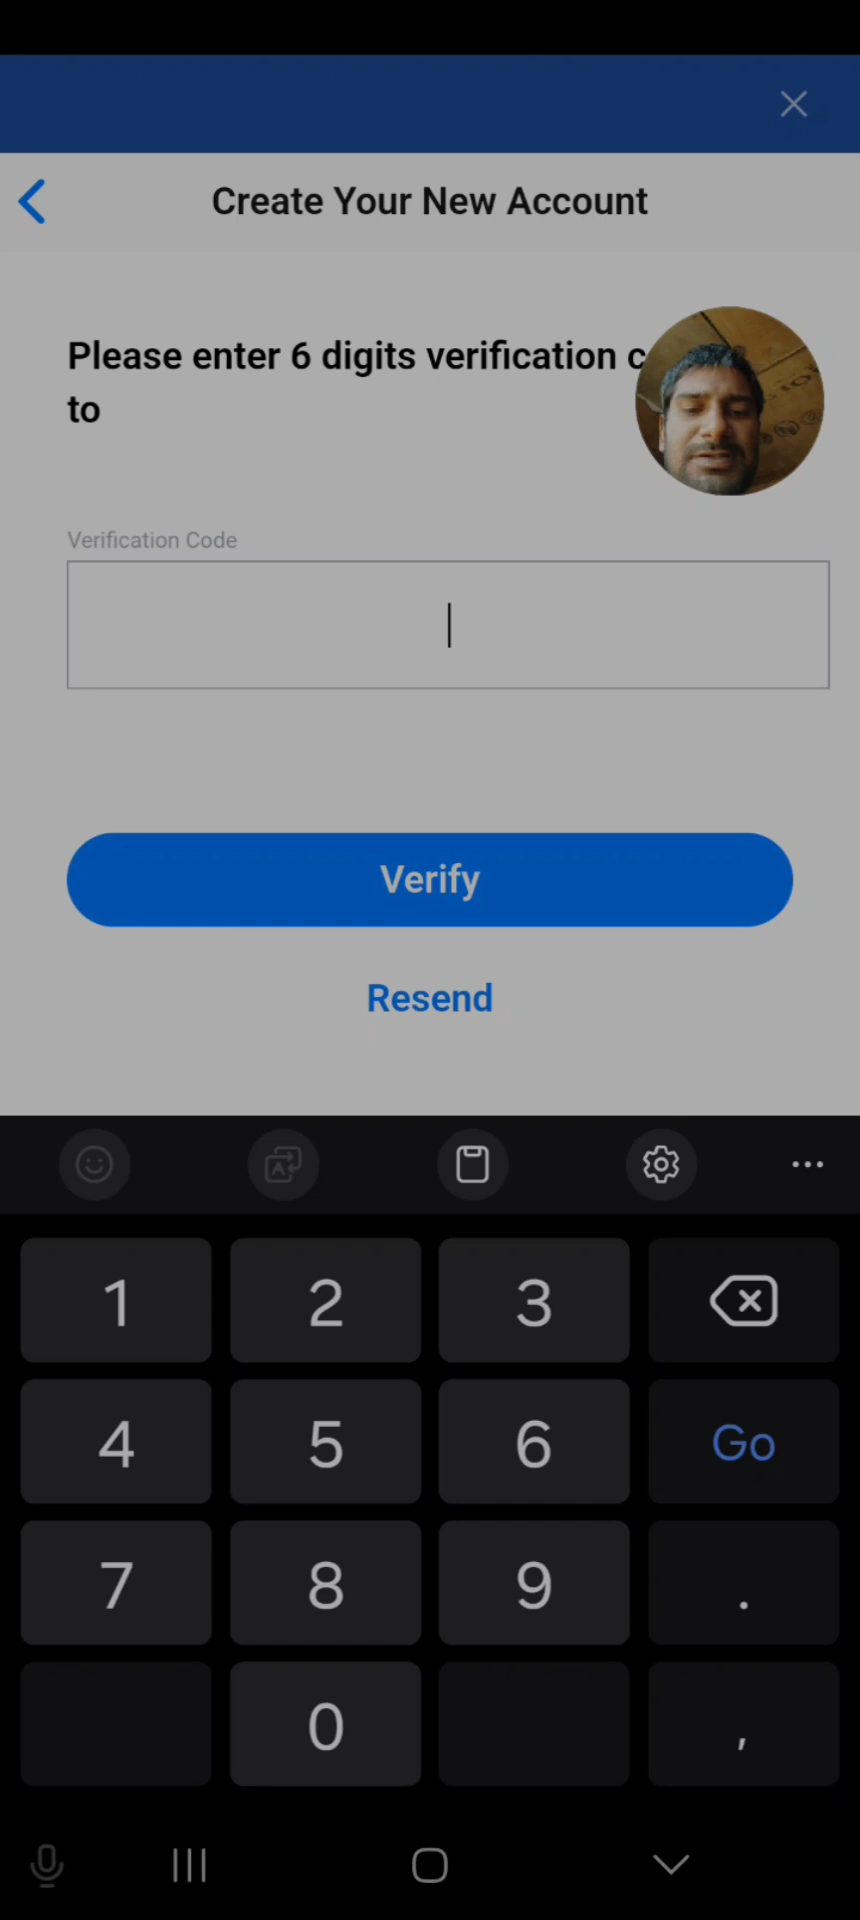 Create Your New Account
Please enter 6 digits verification c
to
Verification Code
Verify
Resend
1 2 3
4 5 6 Go
7 8 9 .
0 ,